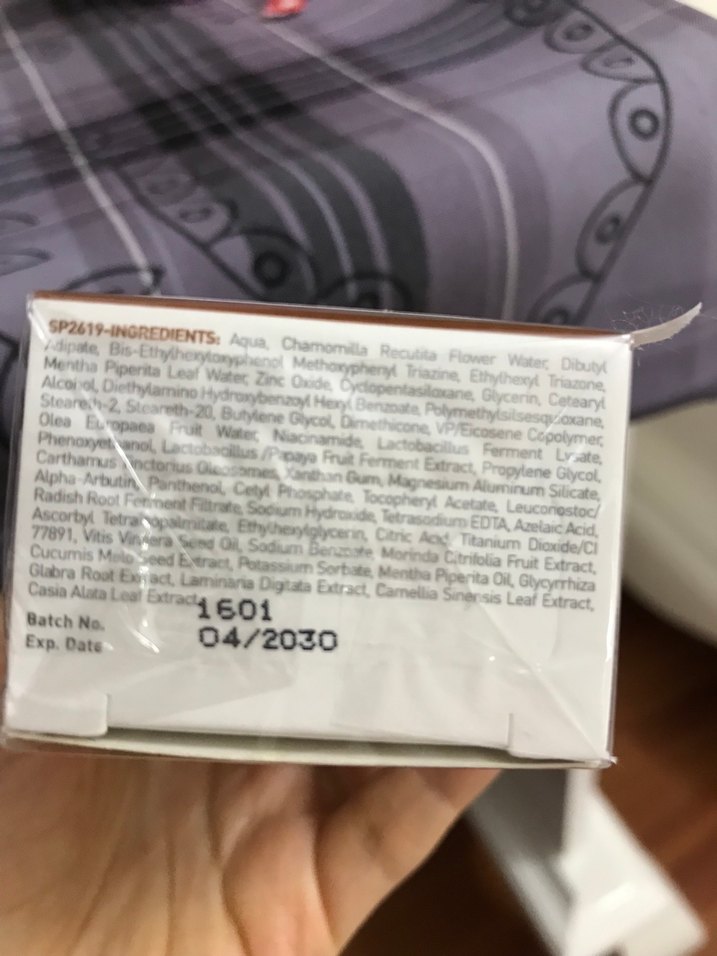 SP2619-INGREDIENTS: Aqua, Chamomilla Recutita Flower Water, Dibutyl
Adipate, Bis-Ethylhexyloxyphenol Methoxyphenyl Triazine, Ethylhexyl Triazone,
Mentha Piperita Leaf Water, Zinc Oxide, Cyclopentasiloxane, Glycerin, Cetearyl
Alcohol, Diethylamino Hydroxybenzoyl Hexyl Benzoate, Polymethylsilsesquioxane,
Steareth-2, Steareth-20, Butylene Glycol, Dimethicone, VP/Eicosene Copolymer,
Olea Europaea Fruit Water, Niacinamide, Lactobacillus Ferment Lysate,
Phenoxyethanol, Lactobacillus /Papaya Fruit Ferment Extract, Propylene Glycol,
Carthamus Tinctorius Oleosomes, Xanthan Gum, Magnesium Aluminum Silicate,
Alpha-Arbutin, Panthenol, Cetyl Phosphate, Tocopheryl Acetate, Leuconostoc/
Radish Root Ferment Filtrate, Sodium Hydroxide, Tetrasodium EDTA, Azelaic Acid,
Ascorbyl Tetraisopalmitate, Ethylhexylglycerin, Citric Acid, Titanium Dioxide/CI
77891, Vitis Vinifera Seed Oil, Sodium Benzoate, Morinda Citrifolia Fruit Extract,
Cucumis Melo Seed Extract, Potassium Sorbate, Mentha Piperita Oil, Glycyrrhiza
Glabra Root Extract, Laminaria Digitata Extract, Camellia Sinensis Leaf Extract,
Casia Alata Leaf Extract.
Batch No. 1601
Exp. Date 04/2030